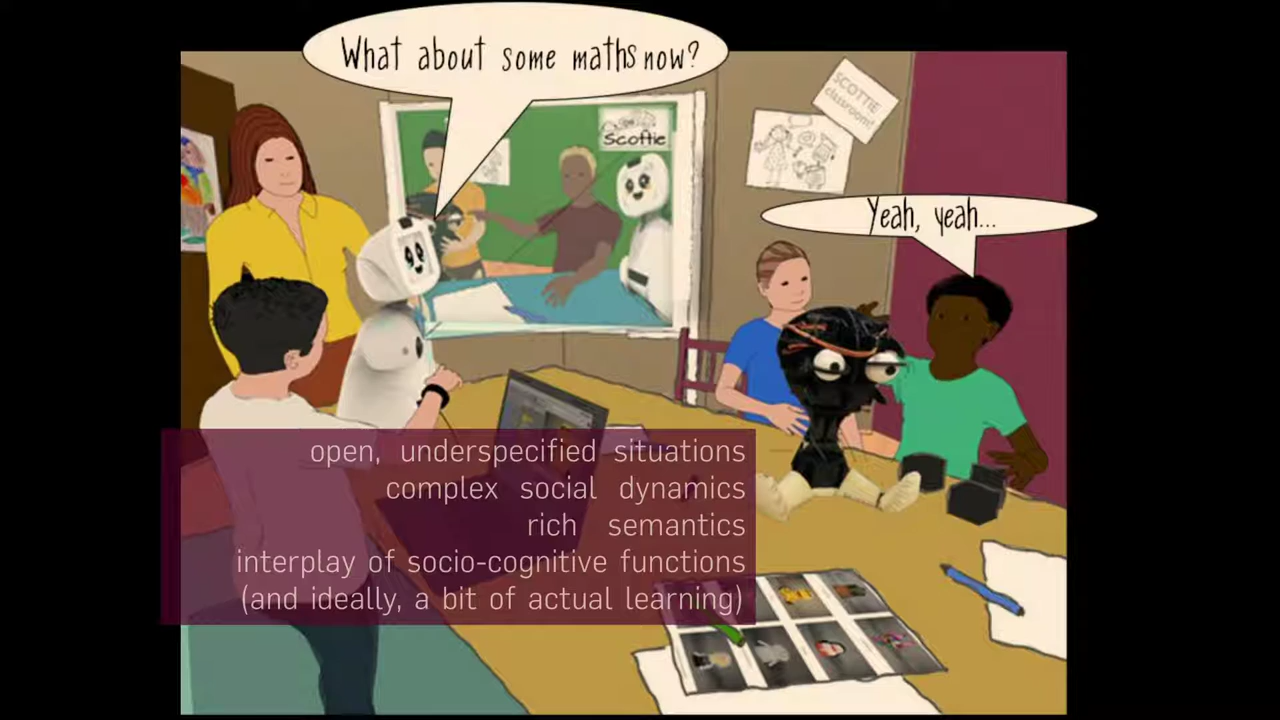 What about some maths now?
SCOTTIE
classroom!
Scottie
Yeah, yeah...
open, underspecified situations
complex social dynamics
rich semantics
interplay of socio-cognitive functions
(and ideally, a bit of actual learning)